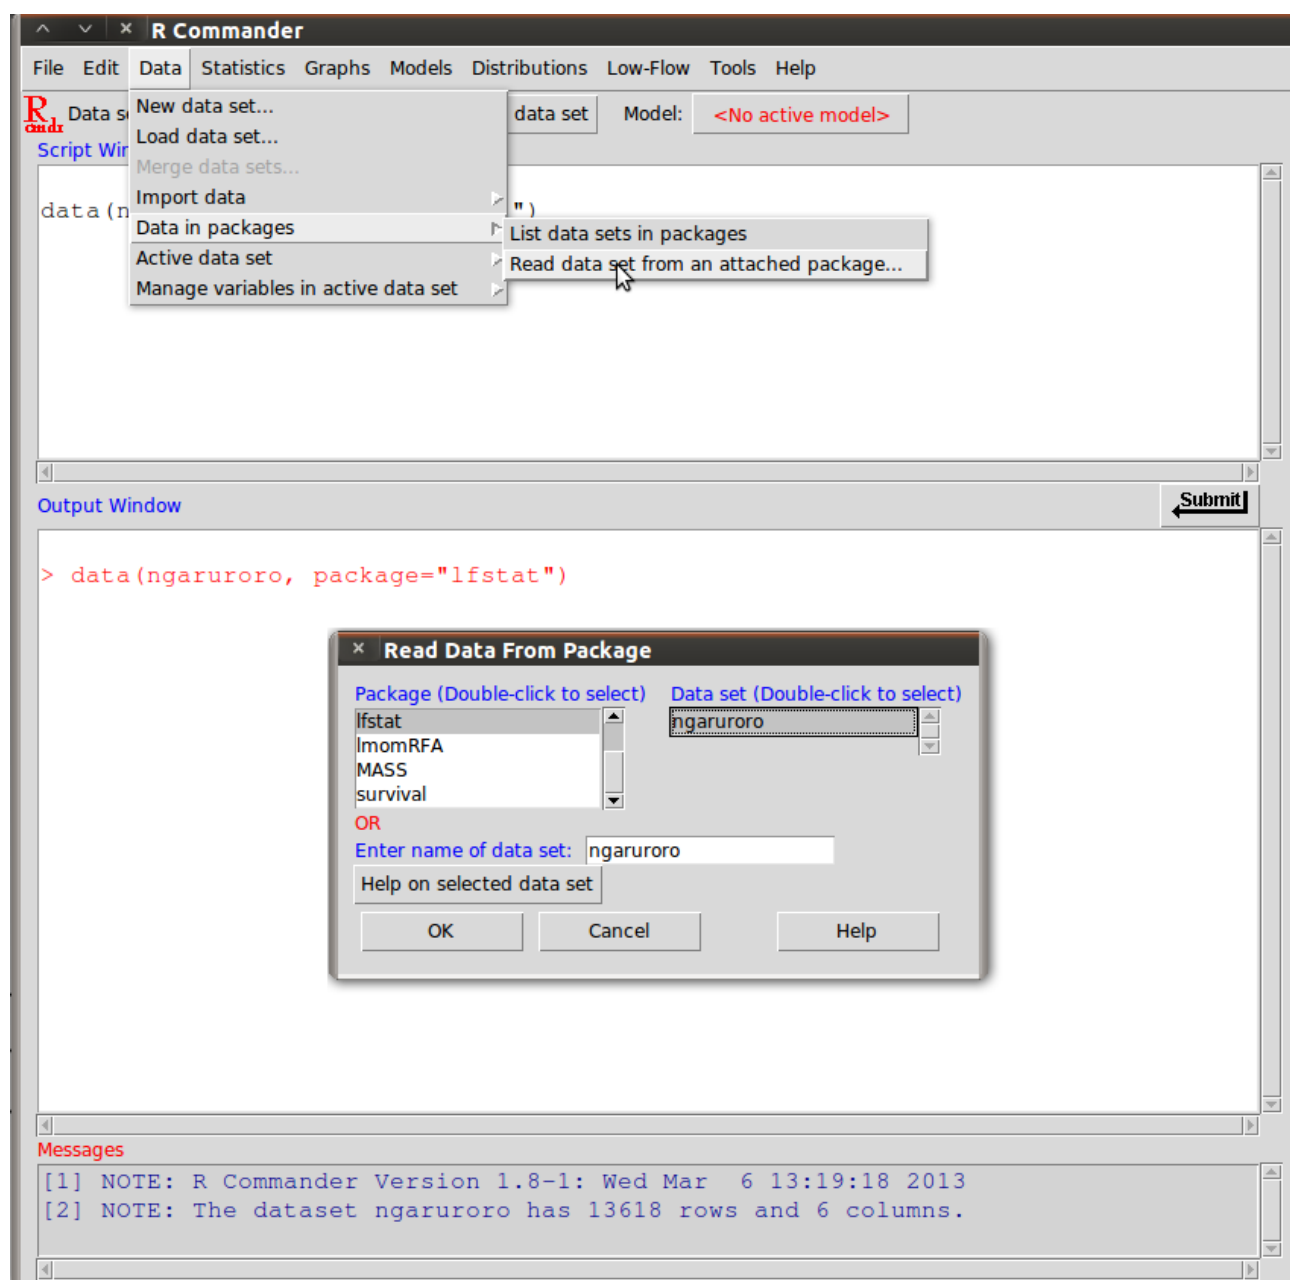 R Commander
File Edit Data Statistics Graphs Models Distributions Low-Flow Tools Help
R
cmdr
Data s
data set
Model:
<No active model>
New data set...
Load data set...
Merge data sets...
Import data
Data in packages
Active data set
Manage variables in active data set
List data sets in packages
Read data set from an attached package...
Script Win
data(n
")
Output Window
Submit
> data(ngaruroro, package="lfstat")
Read Data From Package
Package (Double-click to select)
lfstat
lmomRFA
MASS
survival
Data set (Double-click to select)
ngaruroro
OR
Enter name of data set: ngaruroro
Help on selected data set
OK Cancel Help
Messages
[1] NOTE: R Commander Version 1.8-1: Wed Mar  6 13:19:18 2013
[2] NOTE: The dataset ngaruroro has 13618 rows and 6 columns.